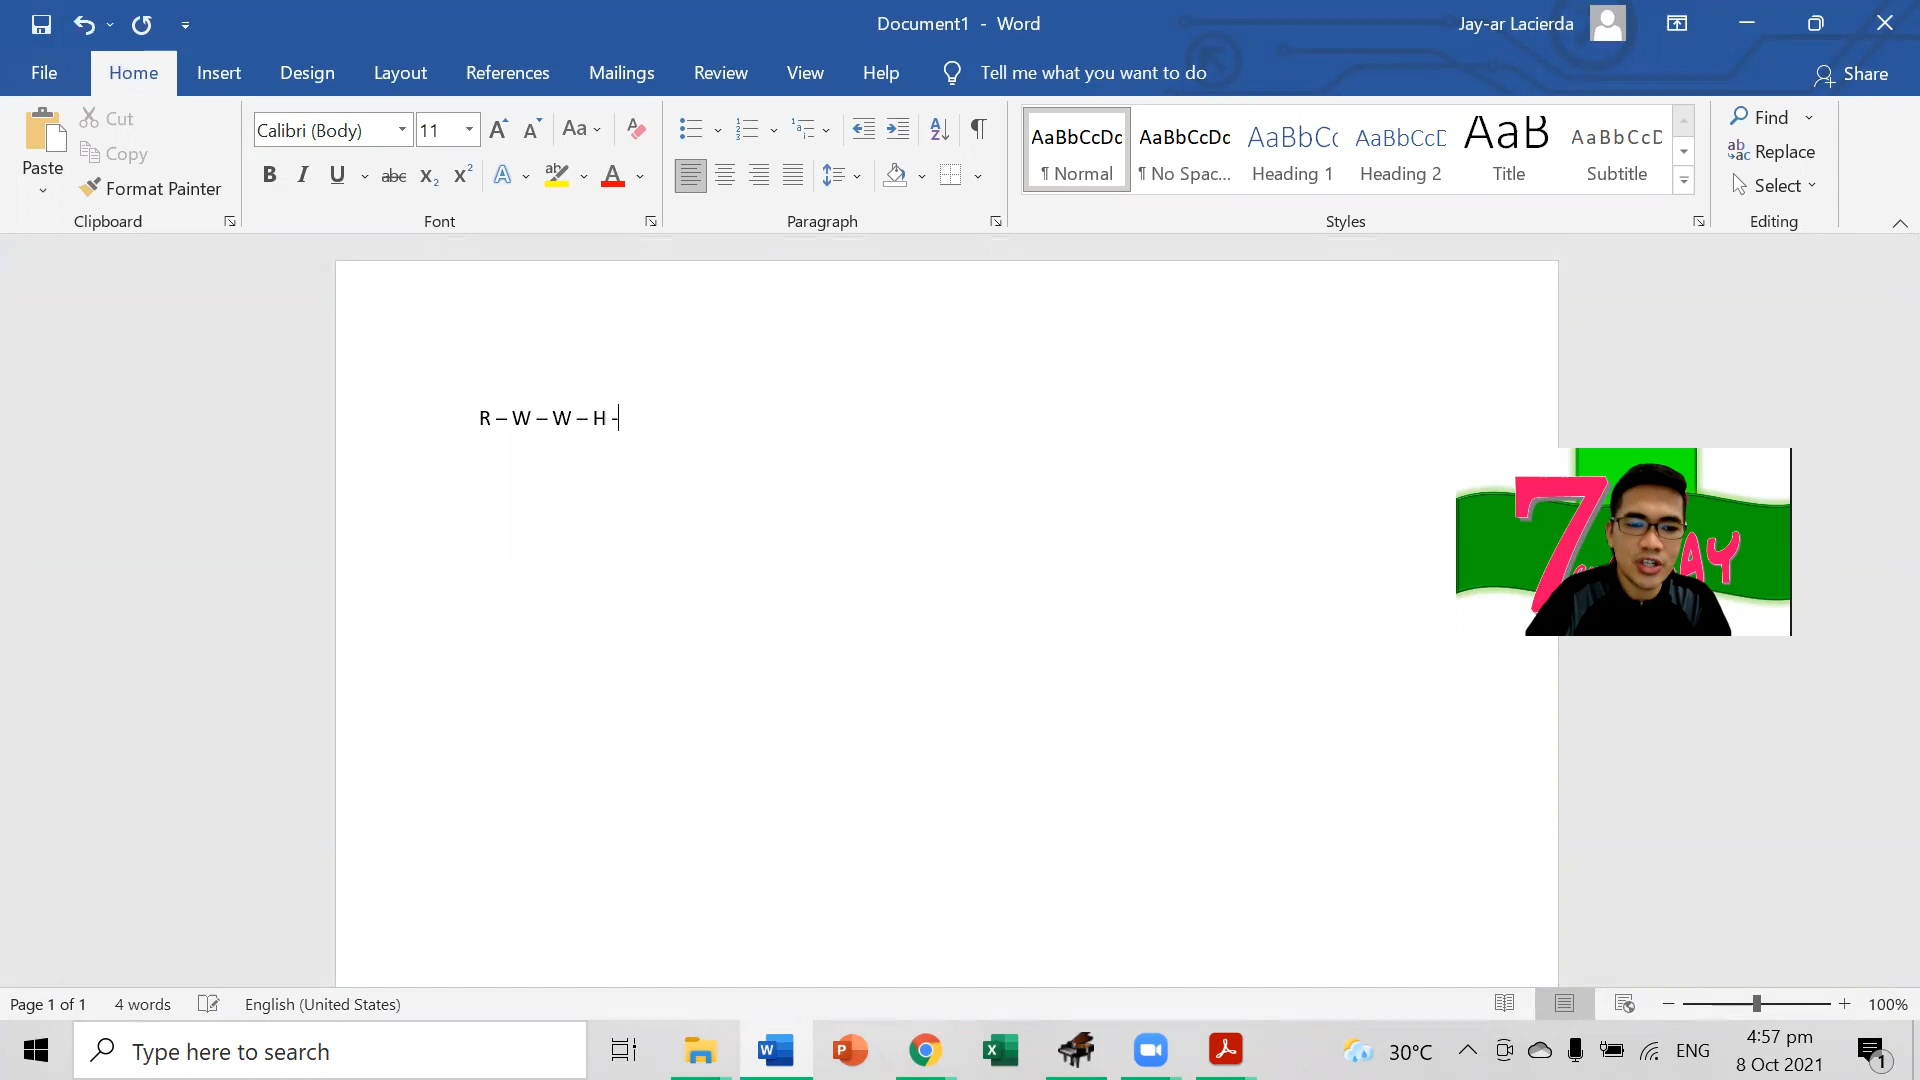 Document1 - Word
Jay-ar Lacierda
File Home Insert Design Layout References Mailings Review View Help Tell me what you want to do Share
Paste
Cut
Copy
Format Painter
Clipboard
Calibri (Body) 11
Font
Paragraph
AaBbCcDc AaBbCcDc AaBbCc AaBbCcD AaB AaBbCcD
¶ Normal ¶ No Spac... Heading 1 Heading 2 Title Subtitle
Styles
Find
Replace
Select
Editing
R – W – W – H -
7 AY
Page 1 of 1 4 words English (United States) 100%
Type here to search
30°C ENG
4:57 pm
8 Oct 2021
1